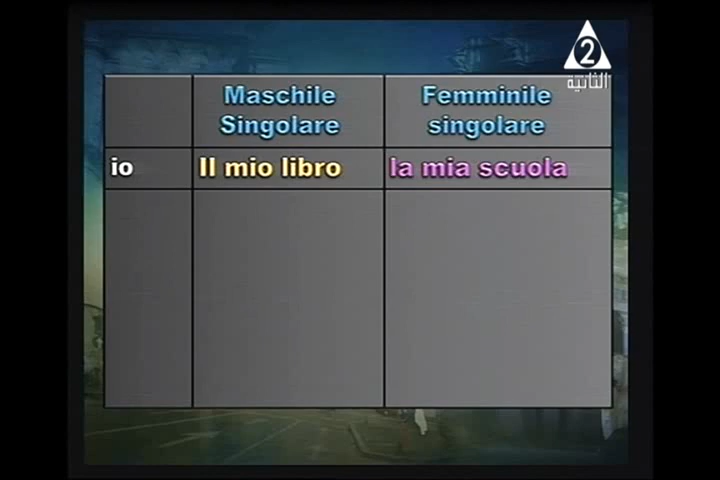 2
الثانية
Maschile
Singolare
Femminile
singolare
io
Il mio libro
la mia scuola